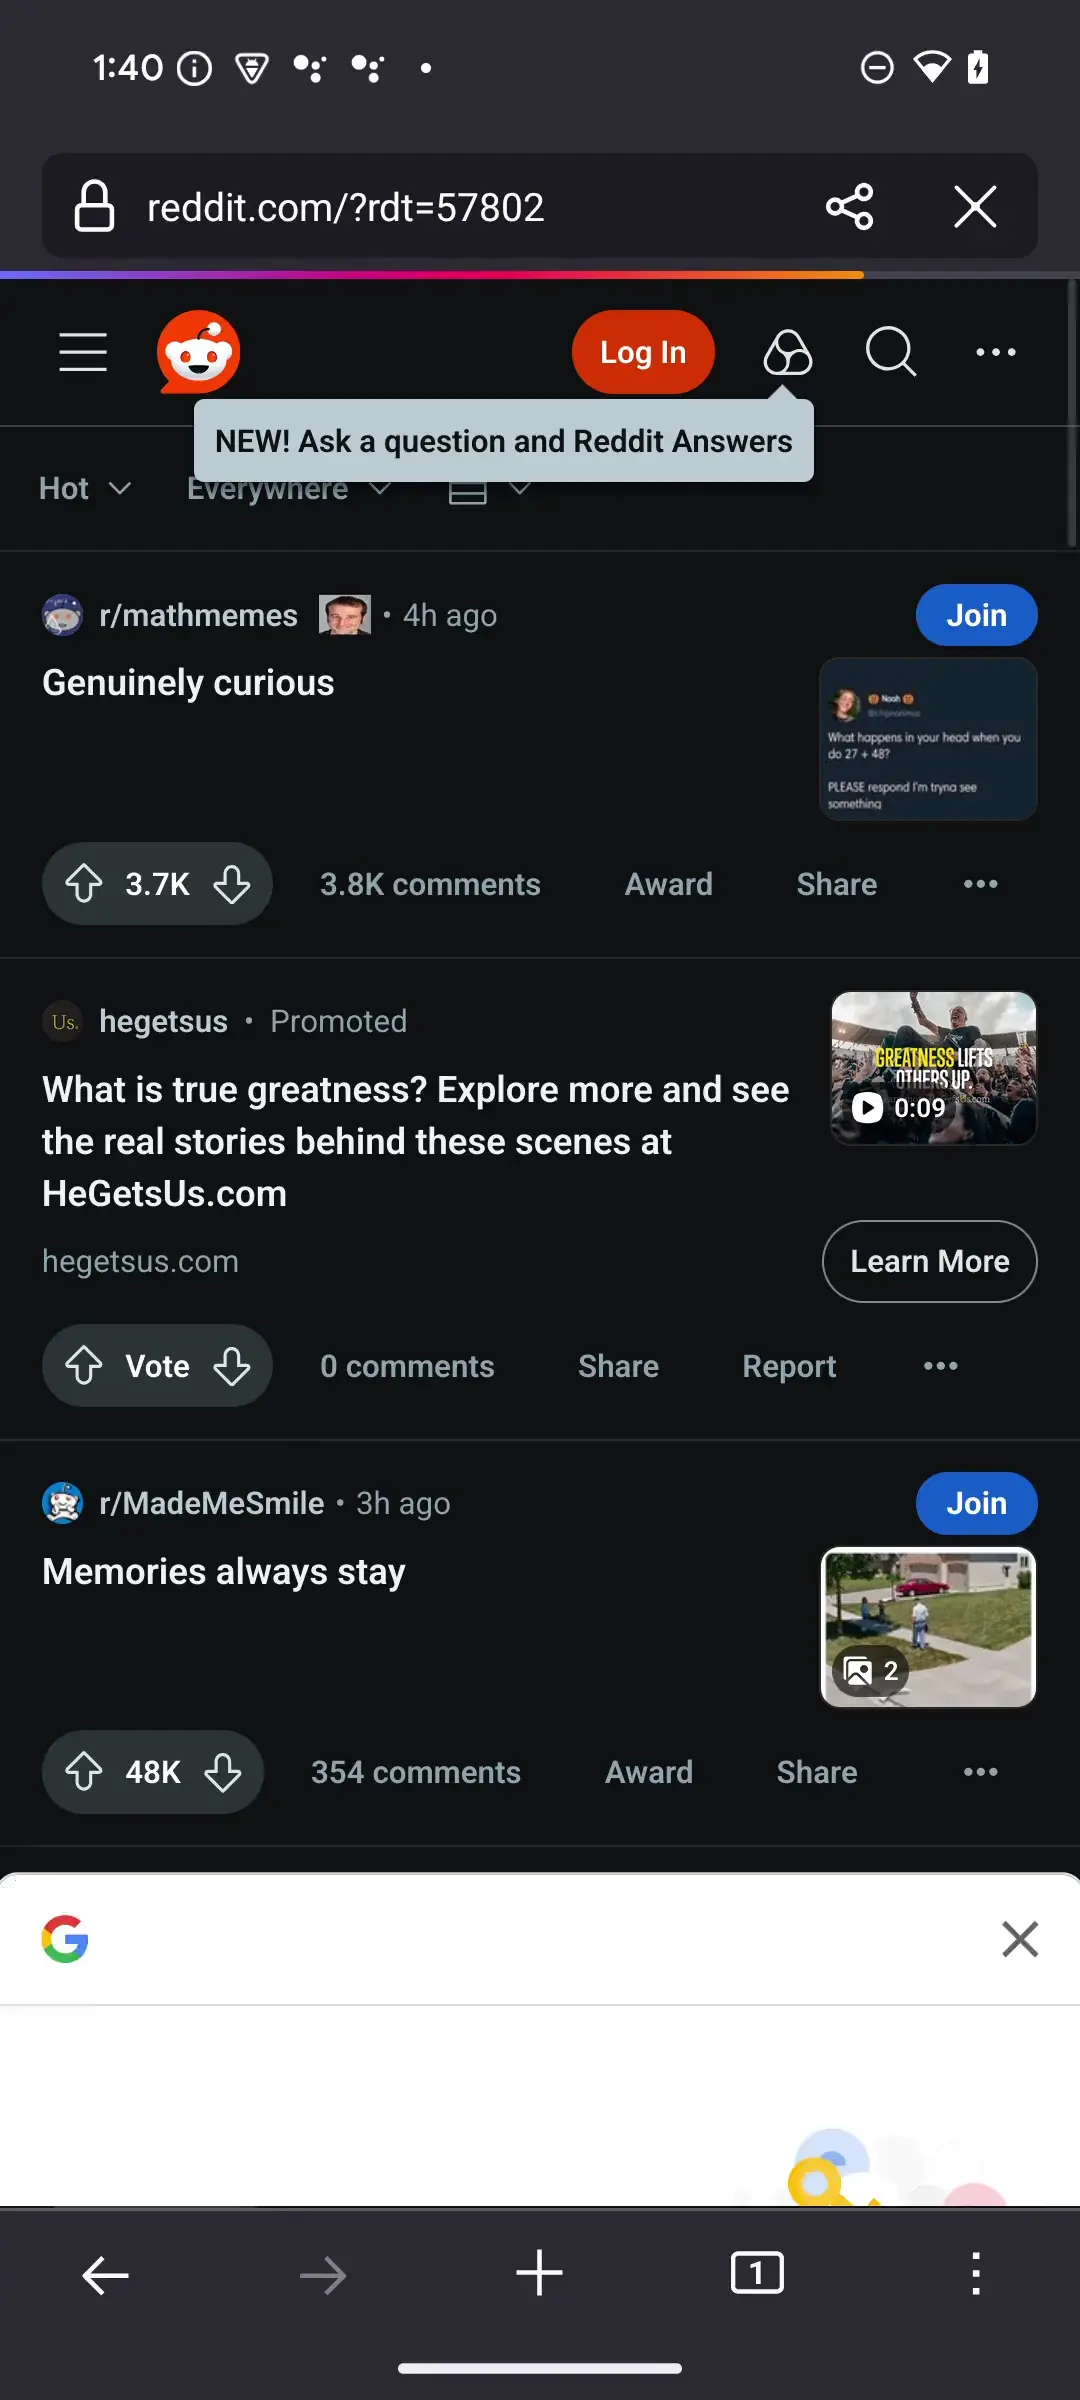 1:40
reddit.com/?rdt=57802
Log In
NEW! Ask a question and Reddit Answers
Hot Everywhere
r/mathmemes • 4h ago Join
Genuinely curious
Noah
What happens in your head when you
do 27 + 48?
PLEASE respond I'm tryna see
something
3.7K 3.8K comments Award Share
Us. hegetsus • Promoted
What is true greatness? Explore more and see
the real stories behind these scenes at
HeGetsUs.com
GREATNESS LIFTS
OTHERS UP.
0:09
hegetsus.com Learn More
Vote 0 comments Share Report
r/MadeMeSmile • 3h ago Join
Memories always stay
2
48K 354 comments Award Share
G
1